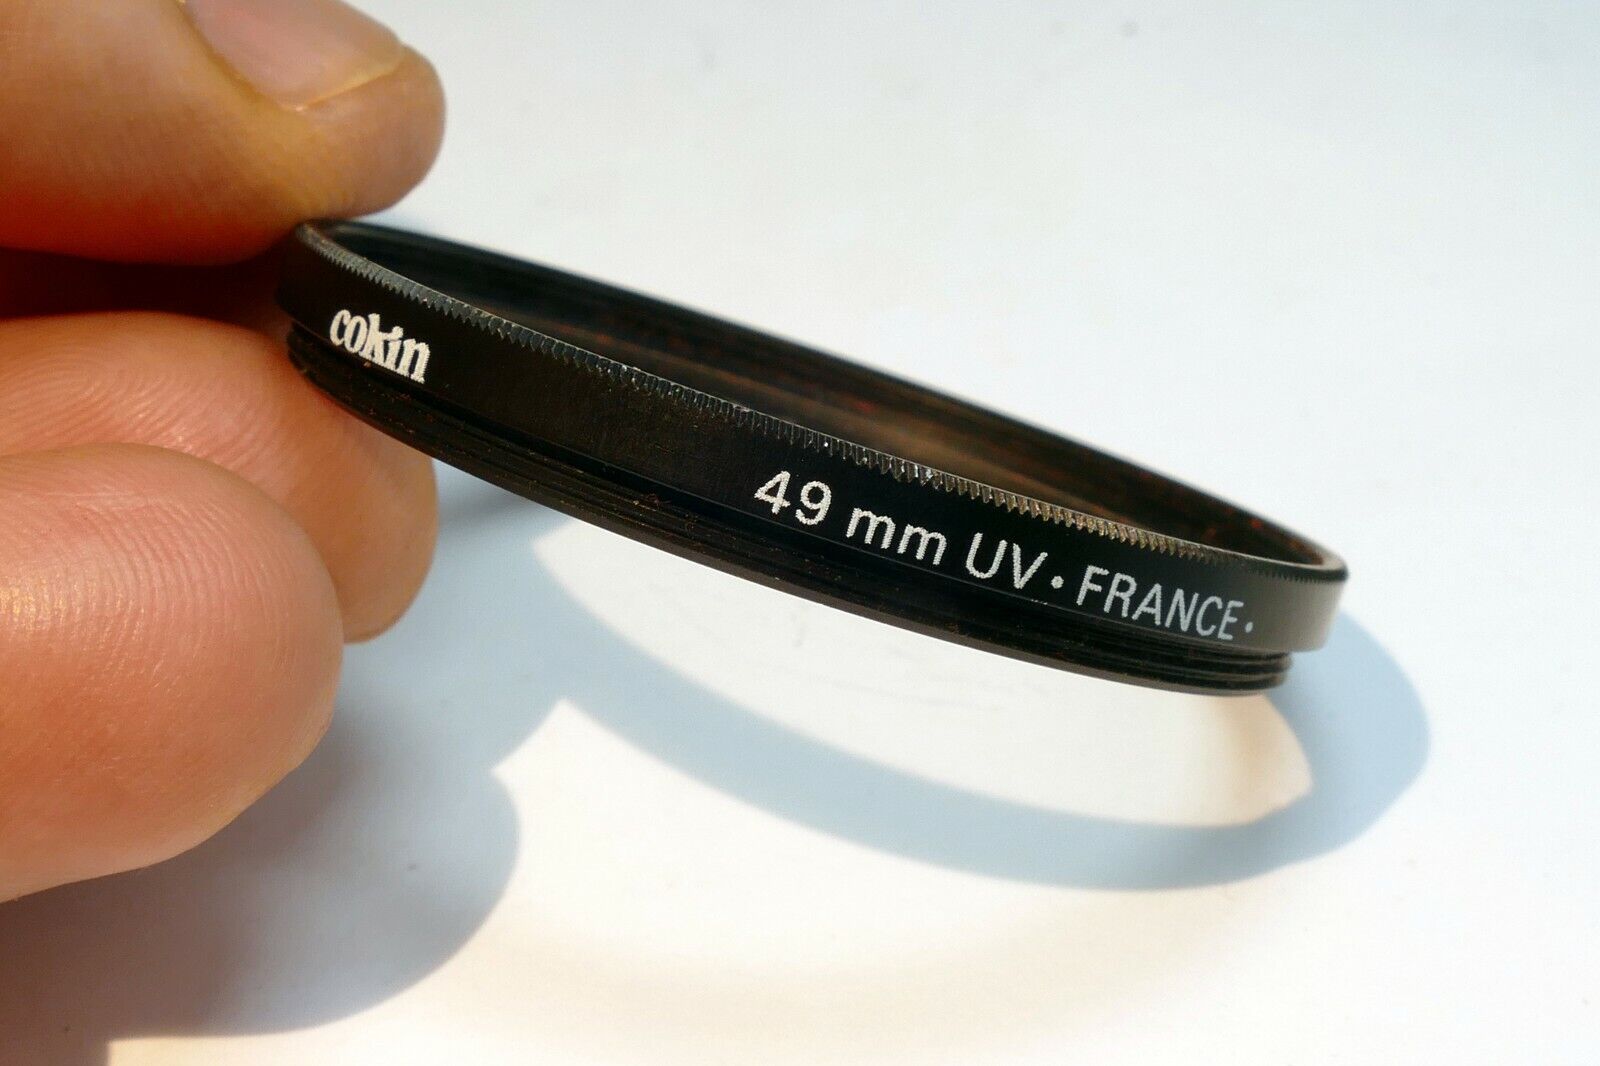 cokin
49 mm UV • FRANCE •